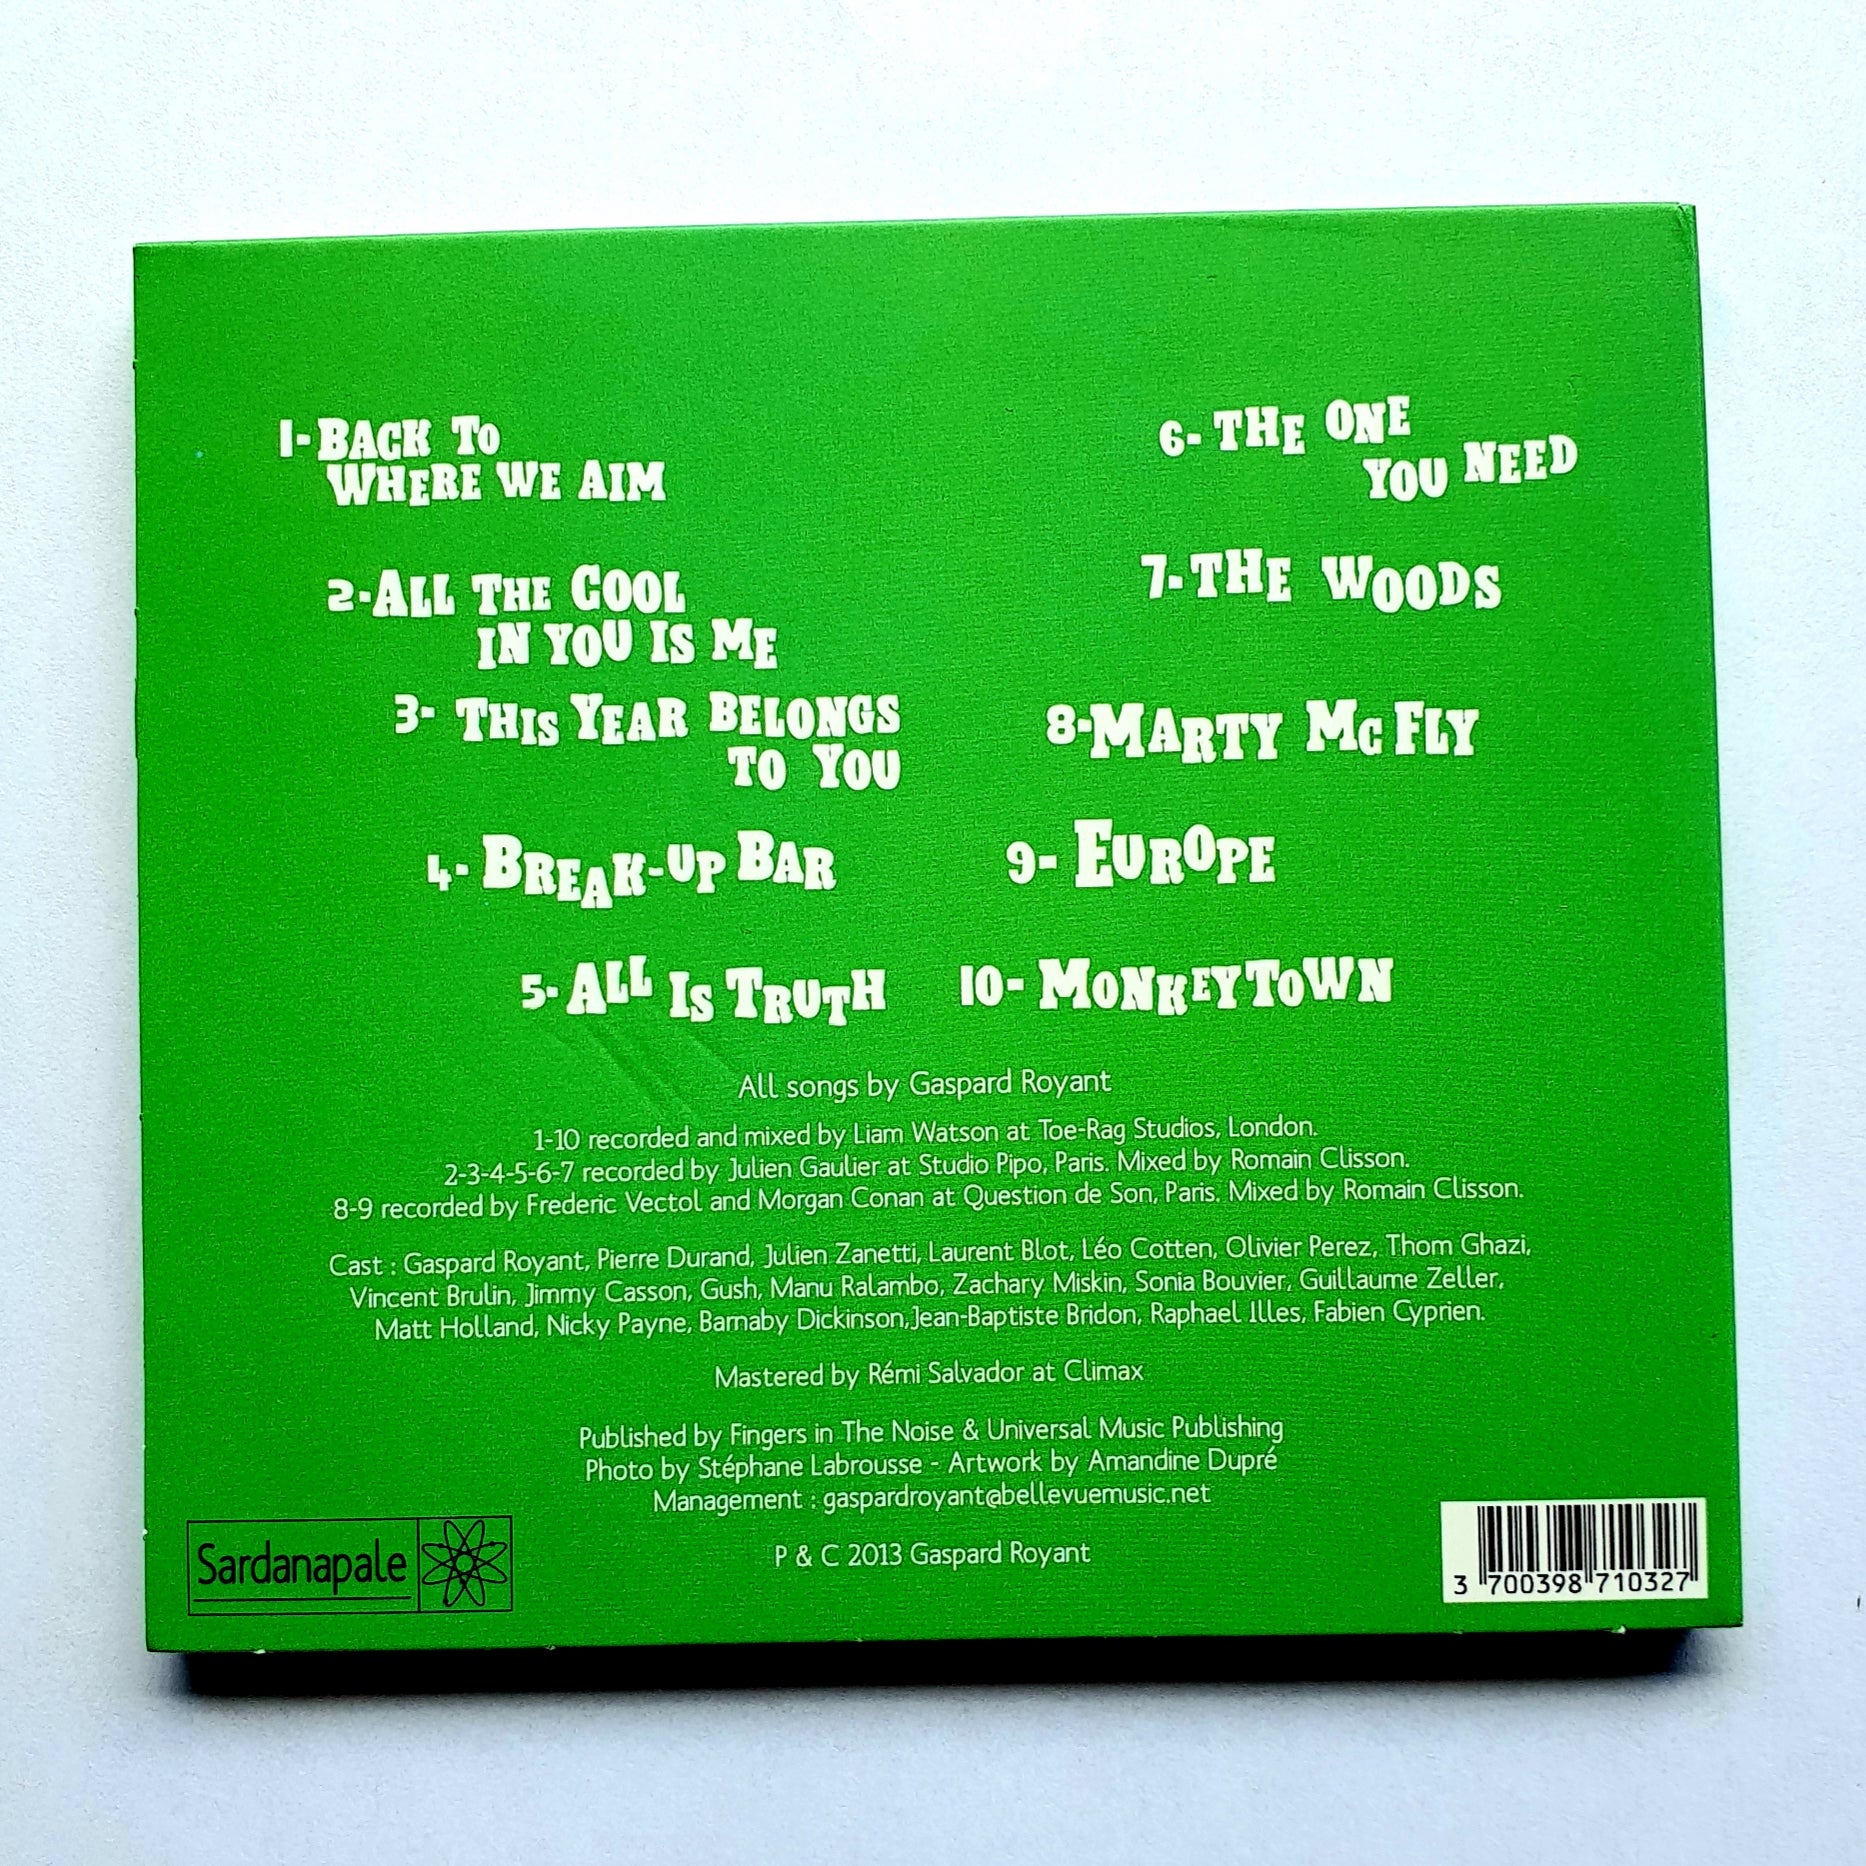 1- BACK TO
WHERE WE AIM
2- ALL THE COOL
IN YOU IS ME
3- THIS YEAR BELONGS
TO YOU
4- BREAK-UP BAR
5- ALL IS TRUTH
6- THE ONE
YOU NEED
7- THE WOODS
8- MARTY MC FLY
9- EUROPE
10- MONKEYTOWN
All songs by Gaspard Royant
1-10 recorded and mixed by Liam Watson at Toe-Rag Studios, London.
2-3-4-5-6-7 recorded by Julien Gaulier at Studio Pipo, Paris. Mixed by Romain Clisson.
8-9 recorded by Frederic Vectol and Morgan Conan at Question de Son, Paris. Mixed by Romain Clisson.
Cast : Gaspard Royant, Pierre Durand, Julien Zanetti, Laurent Blot, Léo Cotten, Olivier Perez, Thom Ghazi,
Vincent Brulin, Jimmy Casson, Gush, Manu Ralambo, Zachary Miskin, Sonia Bouvier, Guillaume Zeller,
Matt Holland, Nicky Payne, Barnaby Dickinson, Jean-Baptiste Bridon, Raphael Illes, Fabien Cyprien.
Mastered by Rémi Salvador at Climax
Published by Fingers in The Noise & Universal Music Publishing
Photo by Stéphane Labrousse - Artwork by Amandine Dupré
Management : gaspardroyant@bellevuemusic.net
P & C 2013 Gaspard Royant
Sardanapale
3 700398 710327